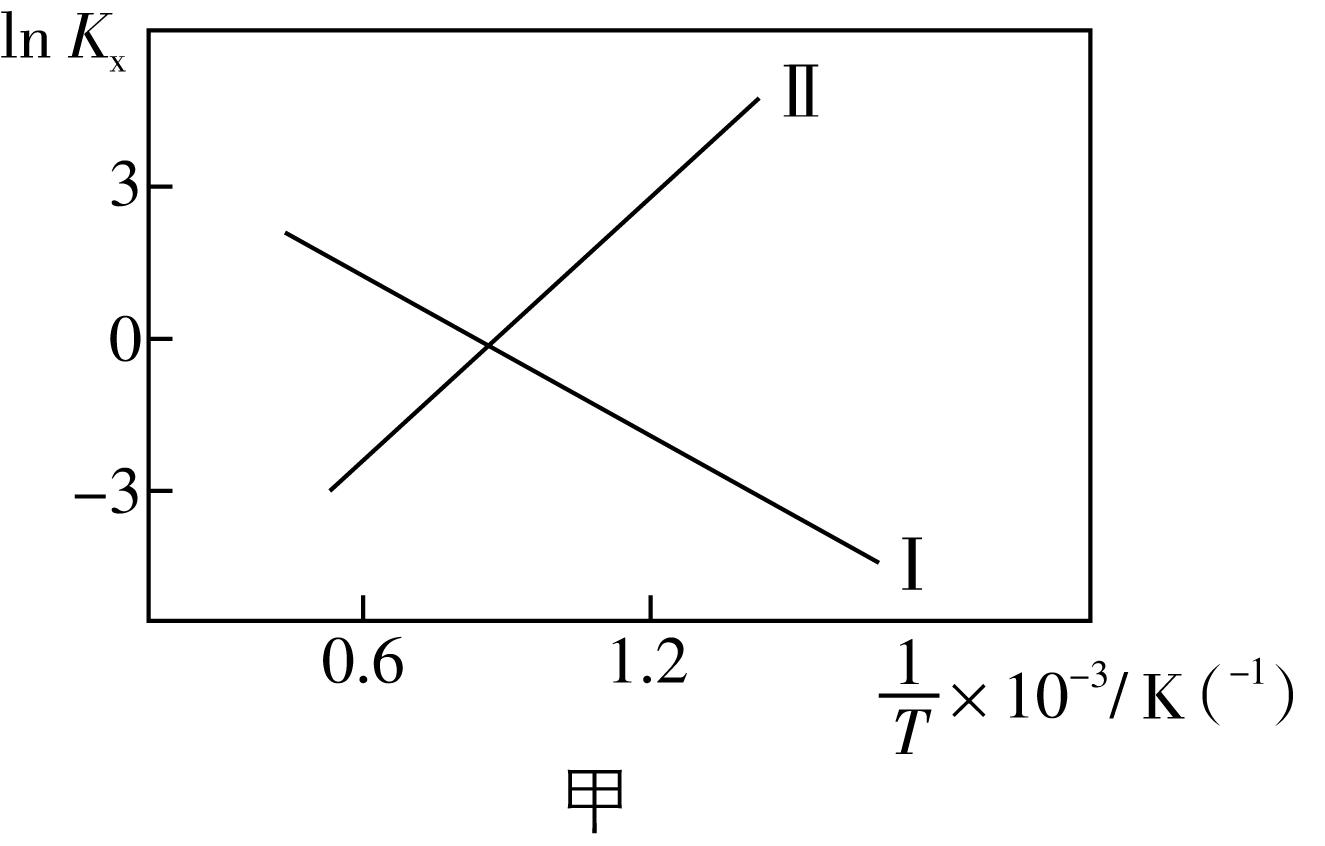 ln Kx
Ⅱ
3
0
−3
Ⅰ
0.6 1.2
1/T × 10⁻³/ K (⁻¹)
甲